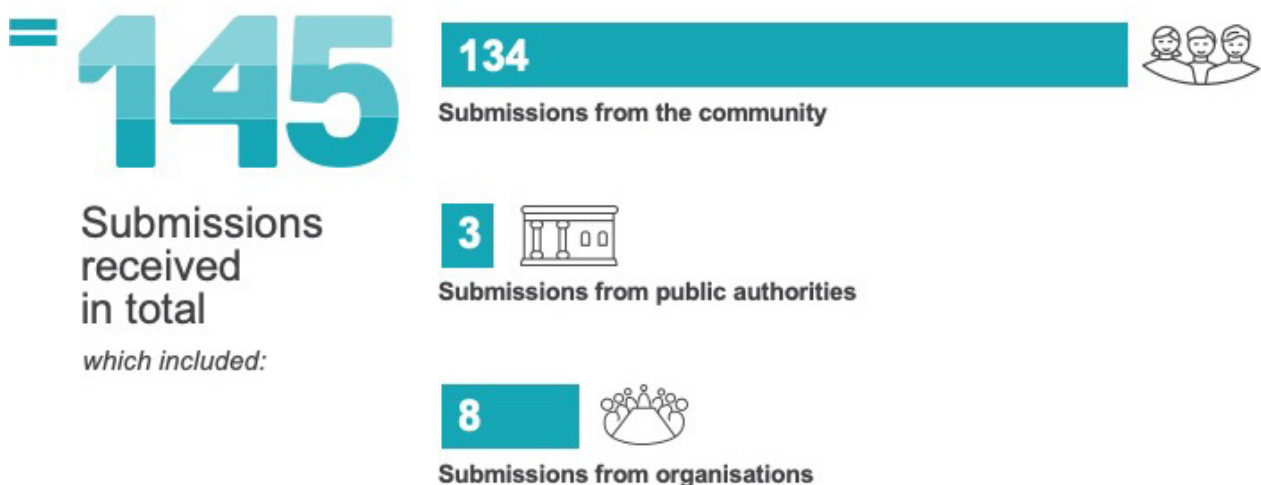 =145
Submissions
received
in total
which included:
134
Submissions from the community
3
Submissions from public authorities
8
Submissions from organisations